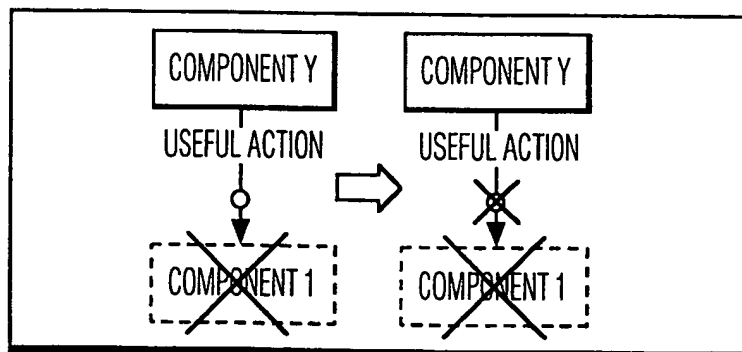 COMPONENT Y
USEFUL ACTION
COMPONENT 1
COMPONENT Y
USEFUL ACTION
COMPONENT 1